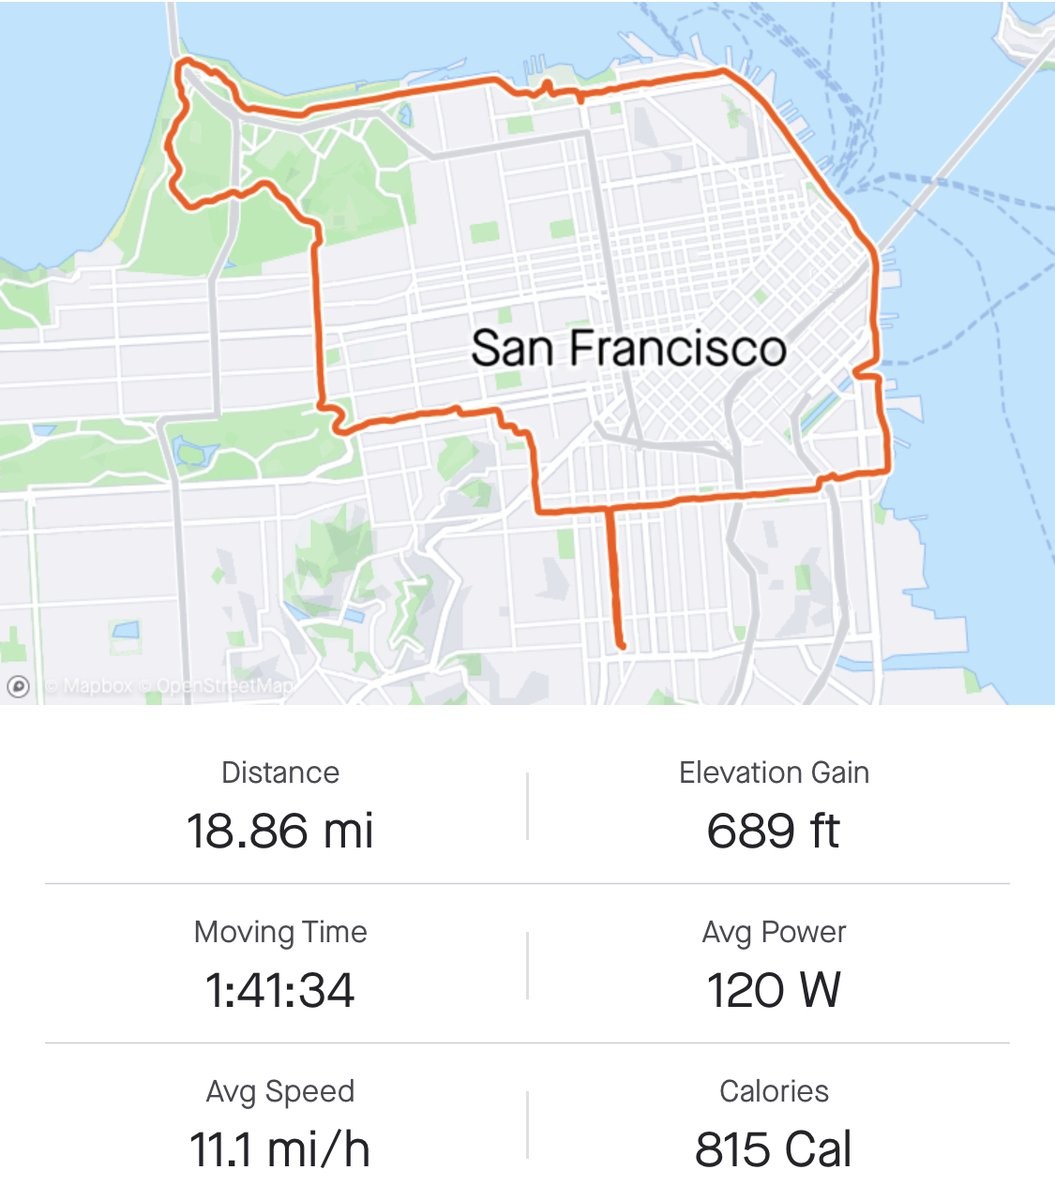 San Francisco
© Mapbox © OpenStreetMap
Distance
18.86 mi
Elevation Gain
689 ft
Moving Time
1:41:34
Avg Power
120 W
Avg Speed
11.1 mi/h
Calories
815 Cal